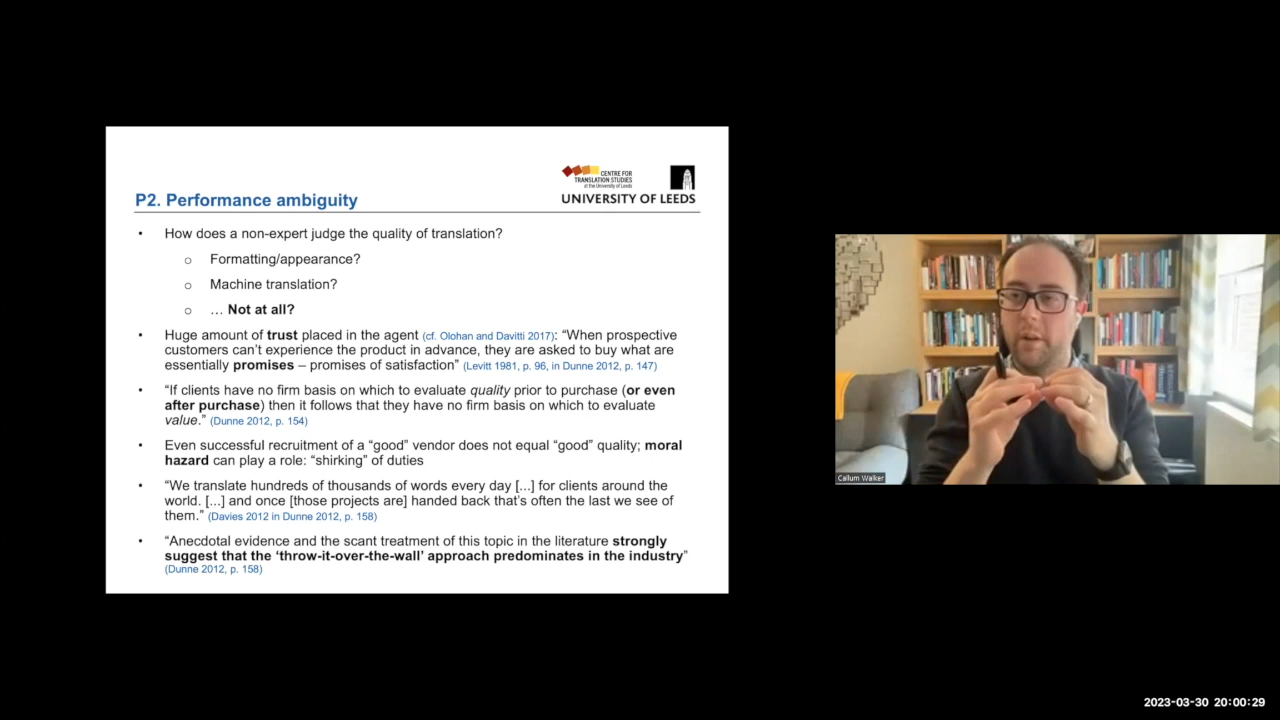 CENTRE FOR
TRANSLATION STUDIES
at the University of Leeds
UNIVERSITY OF LEEDS
P2. Performance ambiguity
• How does a non-expert judge the quality of translation?
o Formatting/appearance?
o Machine translation?
o … Not at all?
• Huge amount of trust placed in the agent (cf. Olohan and Davitti 2017): “When prospective
customers can’t experience the product in advance, they are asked to buy what are
essentially promises – promises of satisfaction” (Levitt 1981, p. 96, in Dunne 2012, p. 147)
• “If clients have no firm basis on which to evaluate quality prior to purchase (or even
after purchase) then it follows that they have no firm basis on which to evaluate
value.” (Dunne 2012, p. 154)
• Even successful recruitment of a “good” vendor does not equal “good” quality; moral
hazard can play a role: “shirking” of duties
• “We translate hundreds of thousands of words every day [...] for clients around the
world. [...] and once [those projects are] handed back that’s often the last we see of
them.” (Davies 2012 in Dunne 2012, p. 158)
• “Anecdotal evidence and the scant treatment of this topic in the literature strongly
suggest that the ‘throw-it-over-the-wall’ approach predominates in the industry”
(Dunne 2012, p. 158)
Callum Walker
2023-03-30 20:00:29